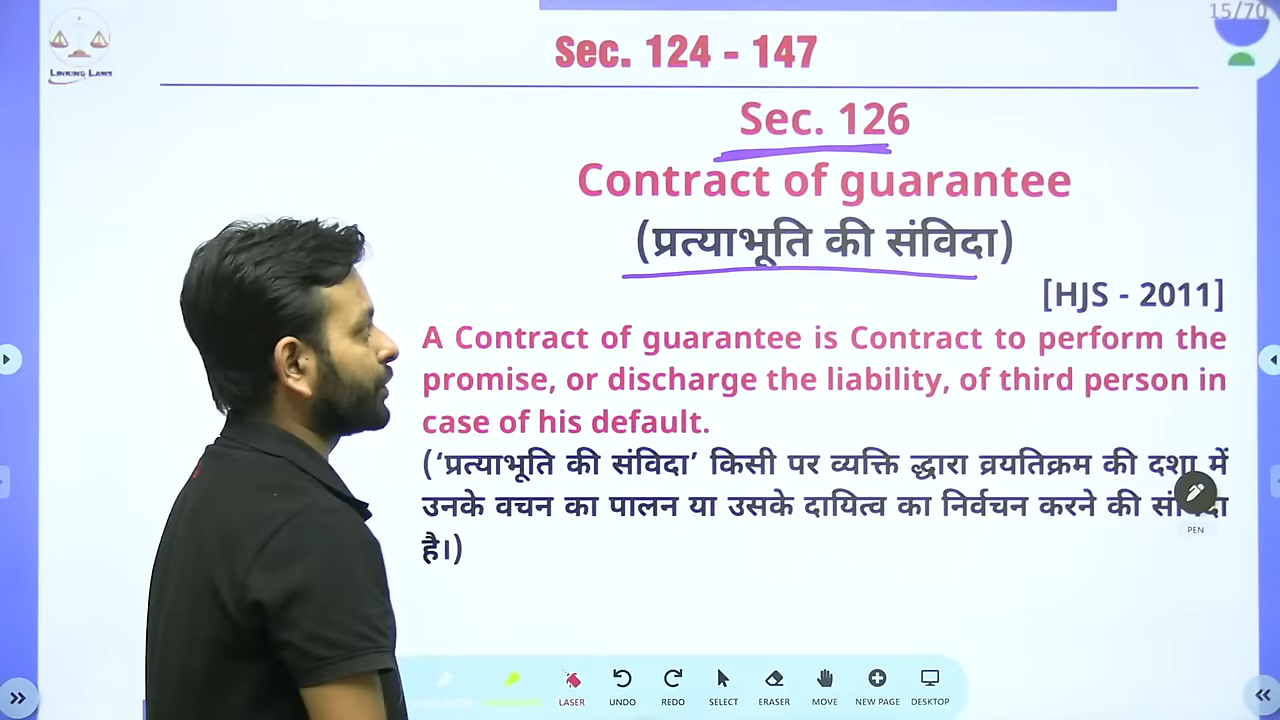 15/70
LINKING LAWS
Sec. 124 - 147
Sec. 126
Contract of guarantee
(प्रत्याभूति की संविदा)
[HJS - 2011]
A Contract of guarantee is Contract to perform the
promise, or discharge the liability, of third person in
case of his default.
(‘प्रत्याभूति की संविदा’ किसी पर व्यक्ति द्धारा व्रयतिक्रम की दशा में
उनके वचन का पालन या उसके दायित्व का निर्वचन करने की
है।)
PEN
LASER
UNDO
REDO
SELECT
ERASER
MOVE
NEW PAGE
DESKTOP